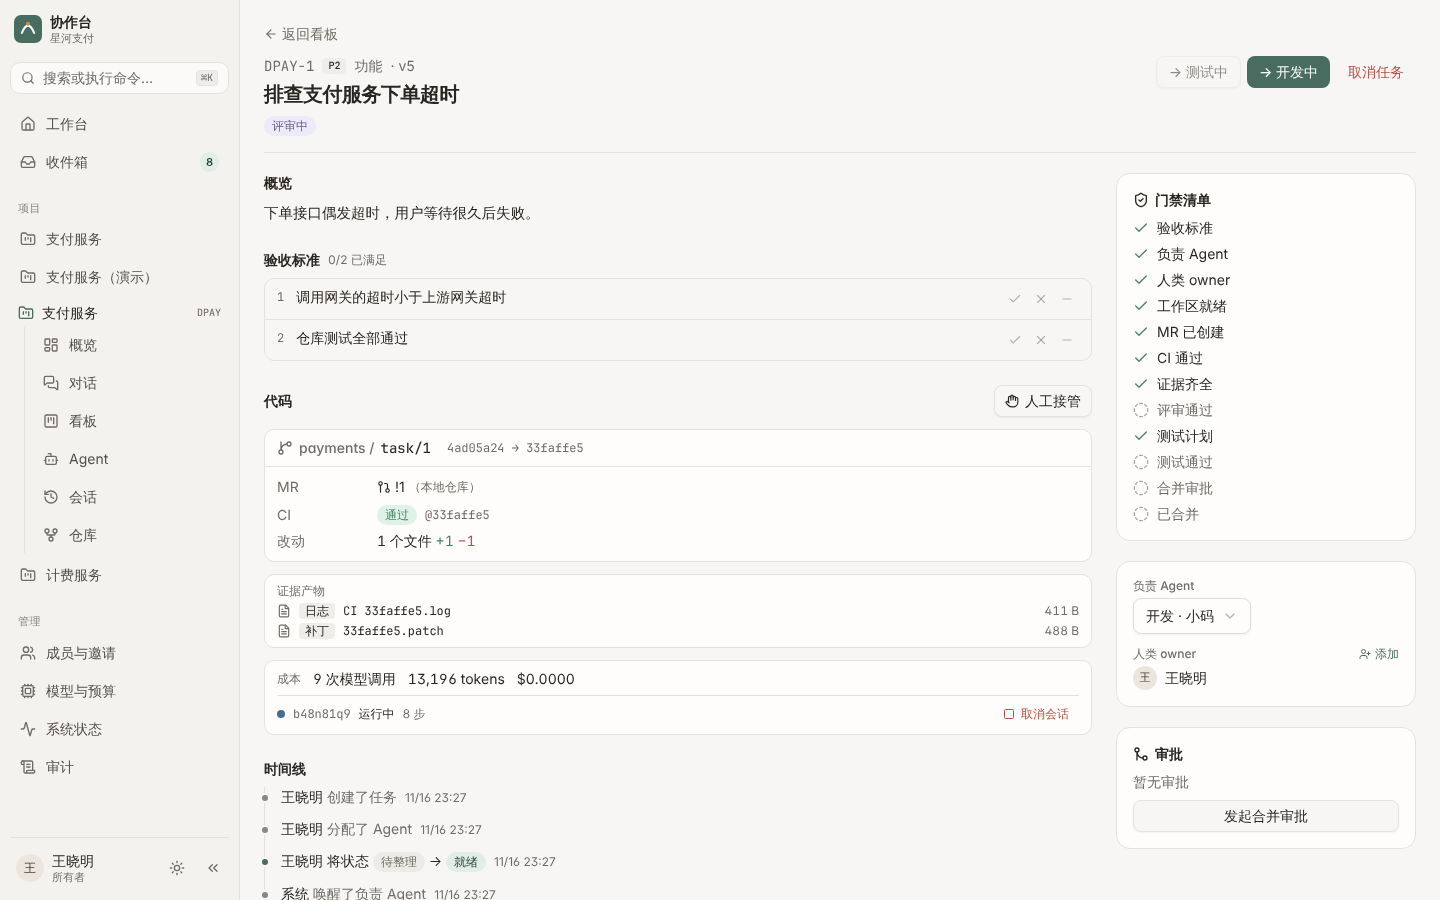 协作台
星河支付
搜索或执行命令... ⌘K
工作台
收件箱 8
项目
支付服务
支付服务（演示）
支付服务 DPAY
概览
对话
看板
Agent
会话
仓库
计费服务
管理
成员与邀请
模型与预算
系统状态
审计
王 王晓明
所有者
← 返回看板
DPAY-1 P2 功能 · v5
排查支付服务下单超时
评审中
→ 测试中 → 开发中 取消任务
概览
下单接口偶发超时，用户等待很久后失败。
验收标准 0/2 已满足
1 调用网关的超时小于上游网关超时
2 仓库测试全部通过
代码 人工接管
payments / task/1 4ad05a24 → 33faffe5
MR !1 （本地仓库）
CI 通过 @33faffe5
改动 1 个文件 +1 −1
证据产物
日志 CI 33faffe5.log 411 B
补丁 33faffe5.patch 488 B
成本 9 次模型调用 13,196 tokens $0.0000
b48n81q9 运行中 8 步 取消会话
时间线
王晓明 创建了任务 11/16 23:27
王晓明 分配了 Agent 11/16 23:27
王晓明 将状态 待整理 → 就绪 11/16 23:27
系统 唤醒了负责 Agent 11/16 23:27
门禁清单
验收标准
负责 Agent
人类 owner
工作区就绪
MR 已创建
CI 通过
证据齐全
评审通过
测试计划
测试通过
合并审批
已合并
负责 Agent
开发 · 小码
人类 owner 添加
王 王晓明
审批
暂无审批
发起合并审批